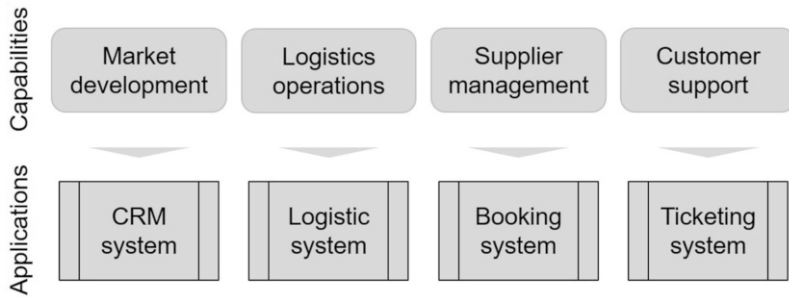 Capabilities
Market
development
Logistics
operations
Supplier
management
Customer
support
Applications
CRM
system
Logistic
system
Booking
system
Ticketing
system